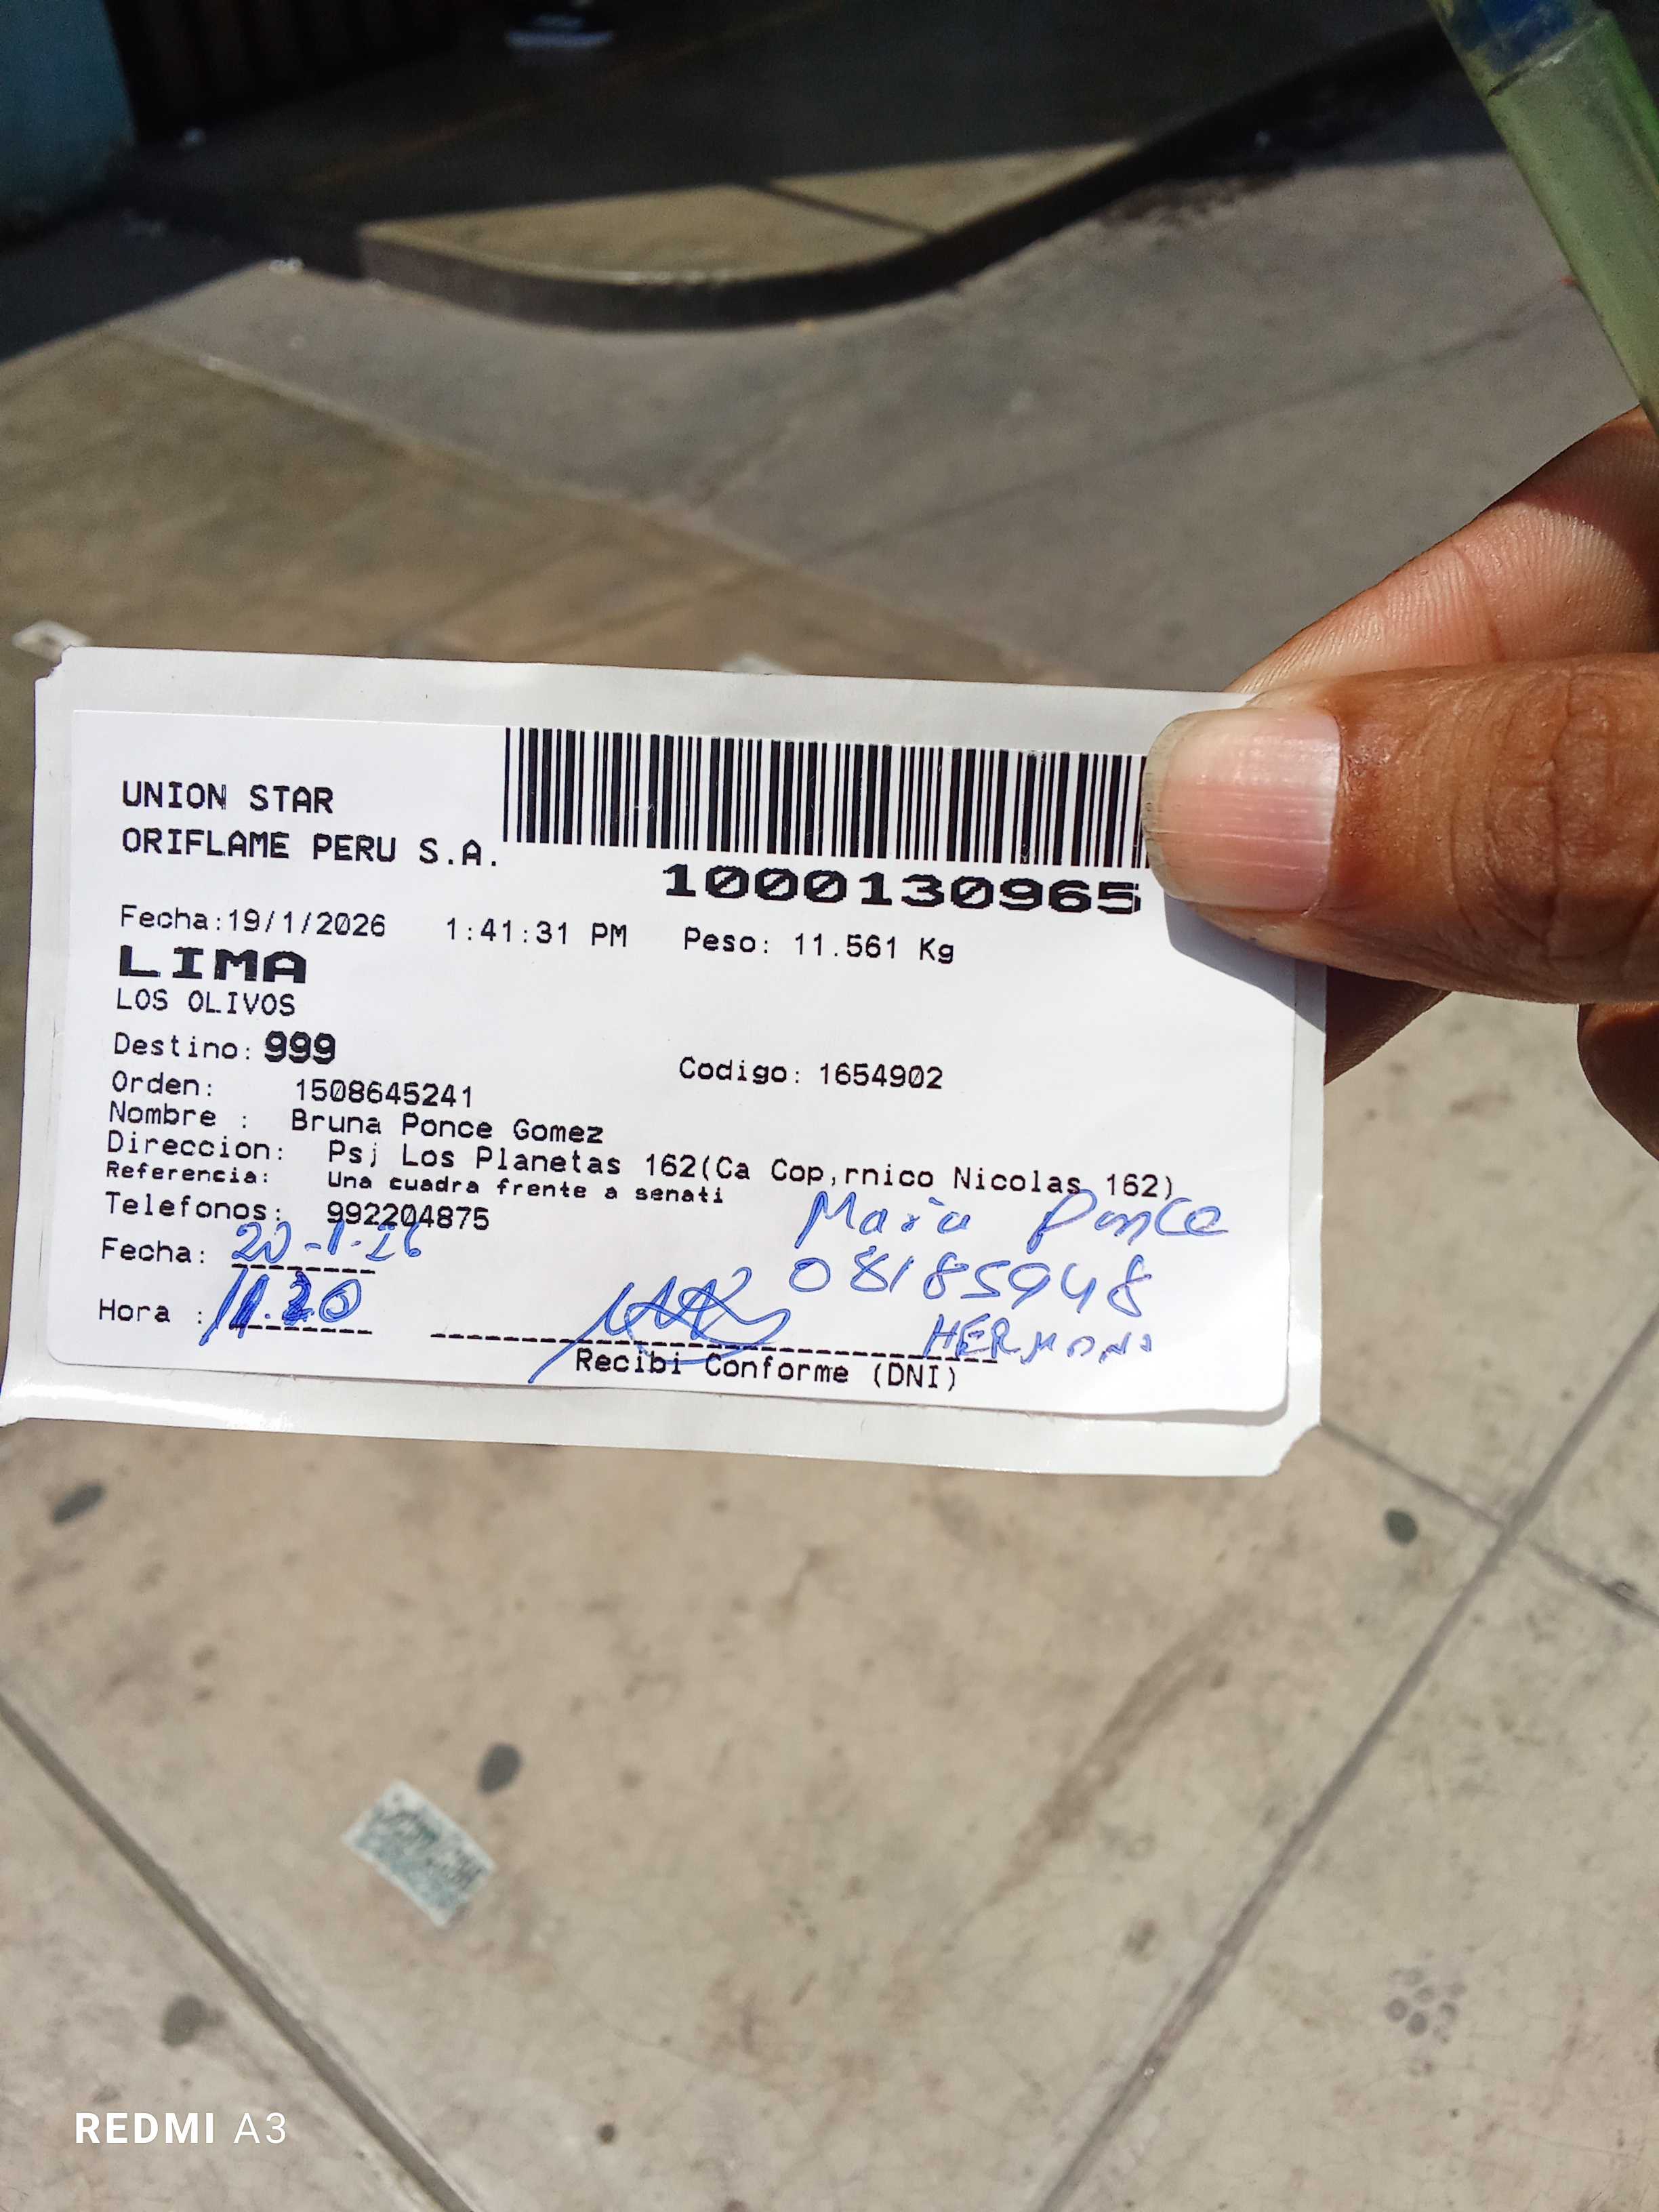 UNION STAR
ORIFLAME PERU S.A.
1000130965
Fecha:19/1/2026 1:41:31 PM Peso: 11.561 Kg
LIMA
LOS OLIVOS
Destino: 999
Codigo: 1654902
Orden: 1508645241
Nombre : Bruna Ponce Gomez
Direccion: Psj Los Planetas 162(Ca Cop,rnico Nicolas 162)
Referencia: Una cuadra frente a senati
Telefonos: 992204875
Maria Ponce
Fecha: 20-1-26
08185948
Hora : 11.20
HERMANA
Recibi Conforme (DNI)
REDMI A3